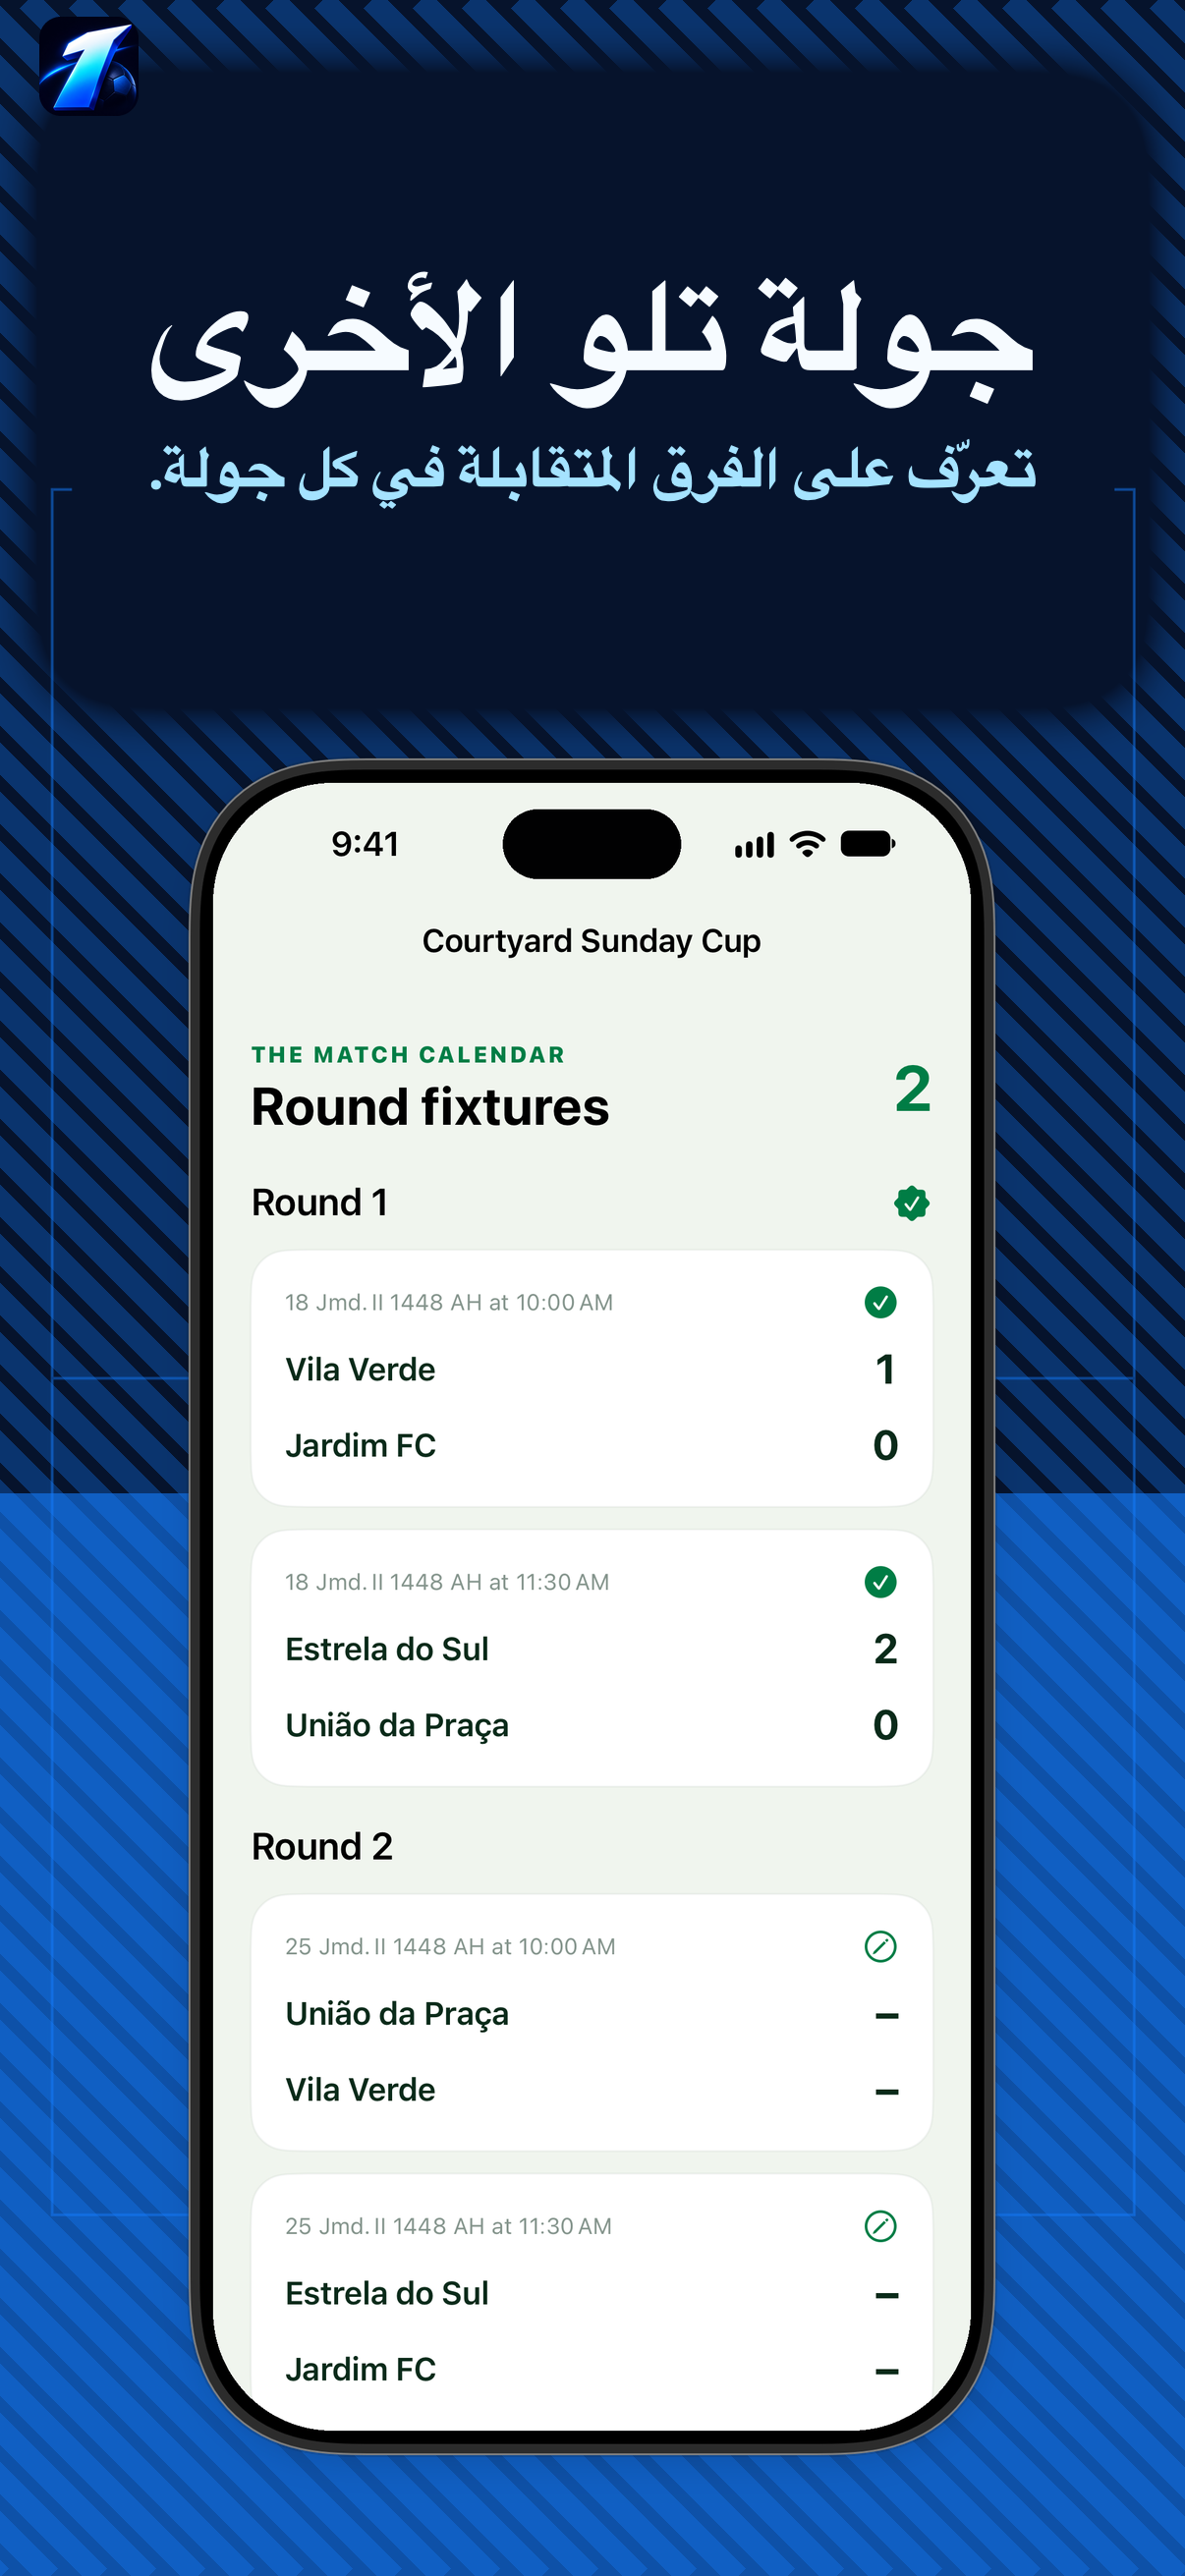 1
جولة تلو الأخرى
تعرّف على الفرق المتقابلة في كل جولة.
9:41
Courtyard Sunday Cup
THE MATCH CALENDAR
Round fixtures
2
Round 1
18 Jmd. II 1448 AH at 10:00 AM
Vila Verde 1
Jardim FC 0
18 Jmd. II 1448 AH at 11:30 AM
Estrela do Sul 2
União da Praça 0
Round 2
25 Jmd. II 1448 AH at 10:00 AM
União da Praça –
Vila Verde –
25 Jmd. II 1448 AH at 11:30 AM
Estrela do Sul –
Jardim FC –